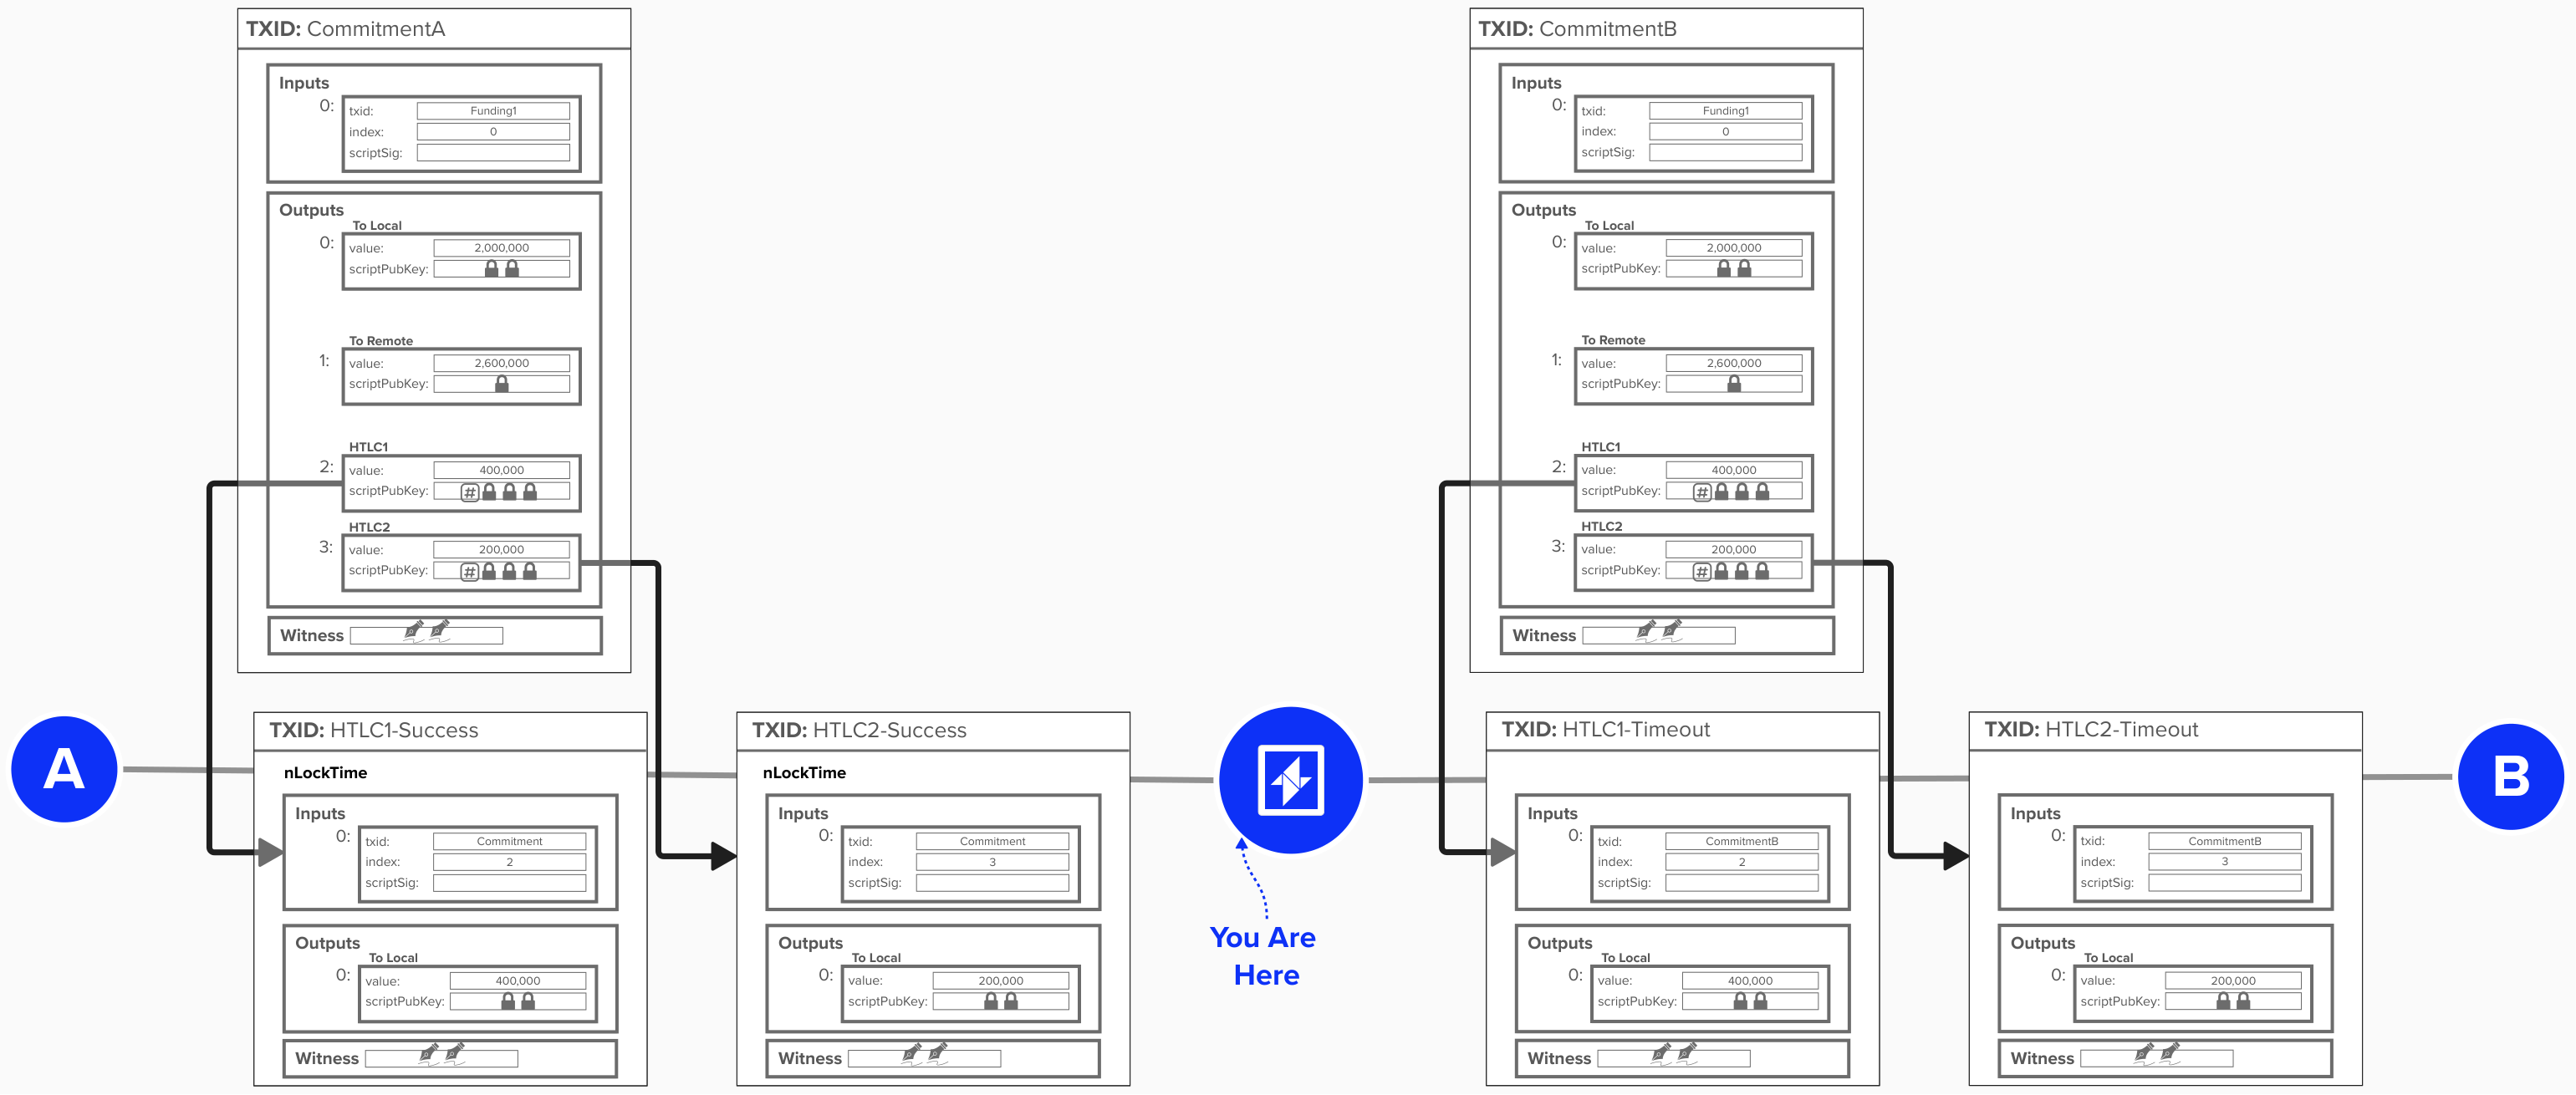 TXID: CommitmentA
Inputs
0:
txid: Funding1
index: 0
scriptSig:
Outputs
To Local
0:
value: 2,000,000
scriptPubKey:
To Remote
1:
value: 2,600,000
scriptPubKey:
HTLC1
2:
value: 400,000
scriptPubKey: #
HTLC2
3:
value: 200,000
scriptPubKey: #
Witness
TXID: CommitmentB
Inputs
0:
txid: Funding1
index: 0
scriptSig:
Outputs
To Local
0:
value: 2,000,000
scriptPubKey:
To Remote
1:
value: 2,600,000
scriptPubKey:
HTLC1
2:
value: 400,000
scriptPubKey: #
HTLC2
3:
value: 200,000
scriptPubKey: #
Witness
A
TXID: HTLC1-Success
nLockTime
Inputs
0:
txid: Commitment
index: 2
scriptSig:
Outputs
To Local
0:
value: 400,000
scriptPubKey:
Witness
TXID: HTLC2-Success
nLockTime
Inputs
0:
txid: Commitment
index: 3
scriptSig:
Outputs
To Local
0:
value: 200,000
scriptPubKey:
Witness
You Are
Here
TXID: HTLC1-Timeout
Inputs
0:
txid: CommitmentB
index: 2
scriptSig:
Outputs
To Local
0:
value: 400,000
scriptPubKey:
Witness
TXID: HTLC2-Timeout
Inputs
0:
txid: CommitmentB
index: 3
scriptSig:
Outputs
To Local
0:
value: 200,000
scriptPubKey:
Witness
B